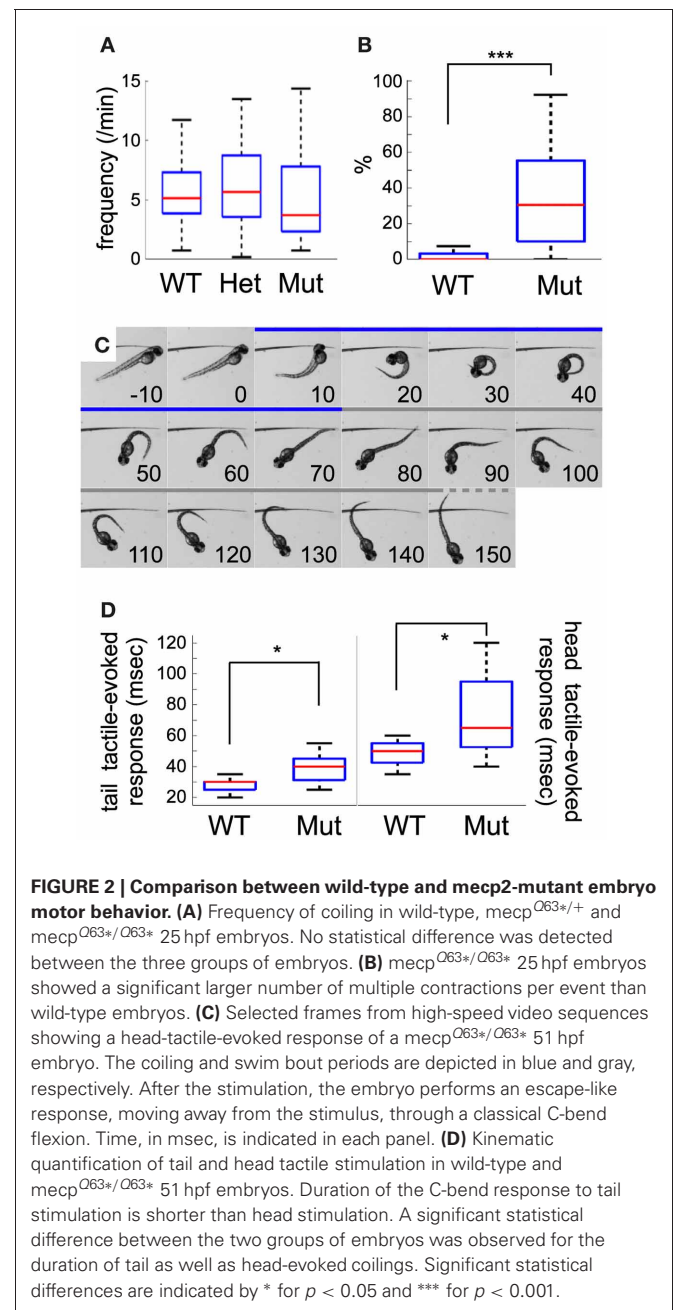 A
B
frequency (/min)
15
10
5
0
WT Het Mut
%
100
80
60
40
20
0
***
WT Mut
C
-10 0 10 20 30 40
50 60 70 80 90 100
110 120 130 140 150
D
tail tactile-evoked
response (msec)
120
100
80
60
40
20
*
*
head tactile-evoked
response (msec)
WT Mut WT Mut
FIGURE 2 | Comparison between wild-type and mecp2-mutant embryo
motor behavior. (A) Frequency of coiling in wild-type, mecp^Q63*/+ and
mecp^Q63*/Q63* 25 hpf embryos. No statistical difference was detected
between the three groups of embryos. (B) mecp^Q63*/Q63* 25 hpf embryos
showed a significant larger number of multiple contractions per event than
wild-type embryos. (C) Selected frames from high-speed video sequences
showing a head-tactile-evoked response of a mecp^Q63*/Q63* 51 hpf
embryo. The coiling and swim bout periods are depicted in blue and gray,
respectively. After the stimulation, the embryo performs an escape-like
response, moving away from the stimulus, through a classical C-bend
flexion. Time, in msec, is indicated in each panel. (D) Kinematic
quantification of tail and head tactile stimulation in wild-type and
mecp^Q63*/Q63* 51 hpf embryos. Duration of the C-bend response to tail
stimulation is shorter than head stimulation. A significant statistical
difference between the two groups of embryos was observed for the
duration of tail as well as head-evoked coilings. Significant statistical
differences are indicated by * for p < 0.05 and *** for p < 0.001.